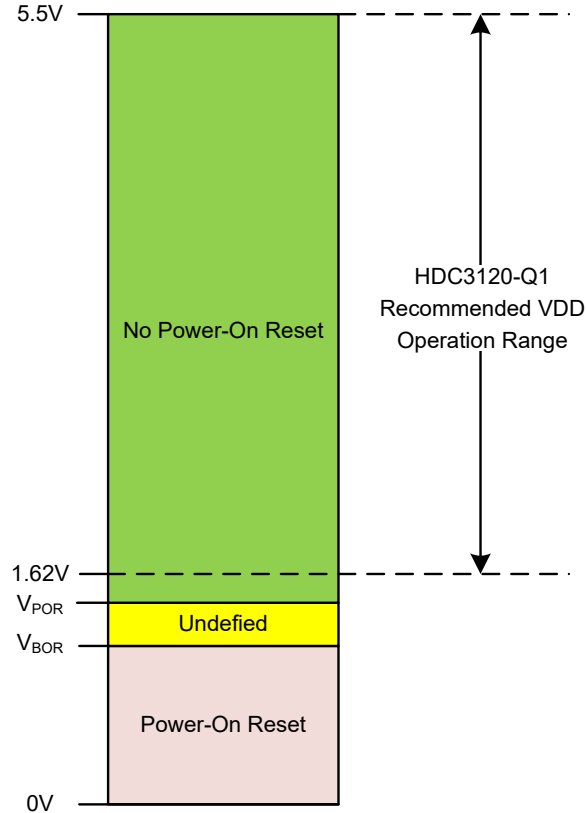 5.5V
HDC3120-Q1
Recommended VDD
Operation Range
No Power-On Reset
1.62V
VPOR
Undefied
VBOR
Power-On Reset
0V